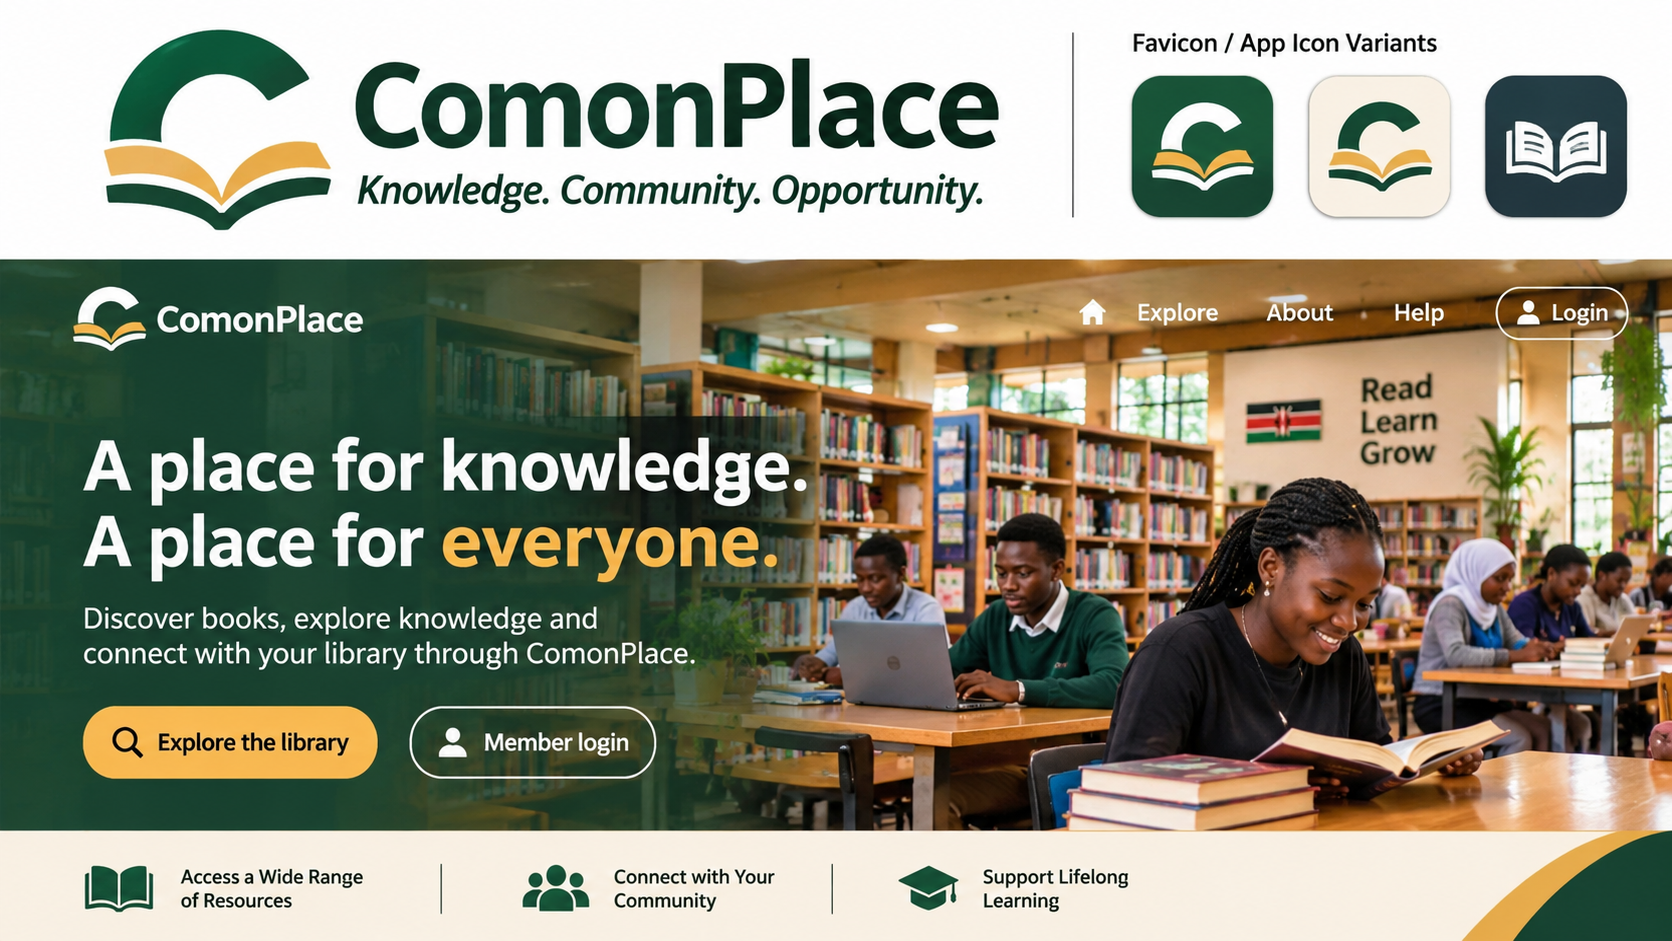 ComonPlace
Knowledge. Community. Opportunity.
Favicon / App Icon Variants
ComonPlace
Explore
About
Help
Login
Read
Learn
Grow
A place for knowledge.
A place for everyone.
Discover books, explore knowledge and
connect with your library through ComonPlace.
Explore the library
Member login
Access a Wide Range
of Resources
Connect with Your
Community
Support Lifelong
Learning